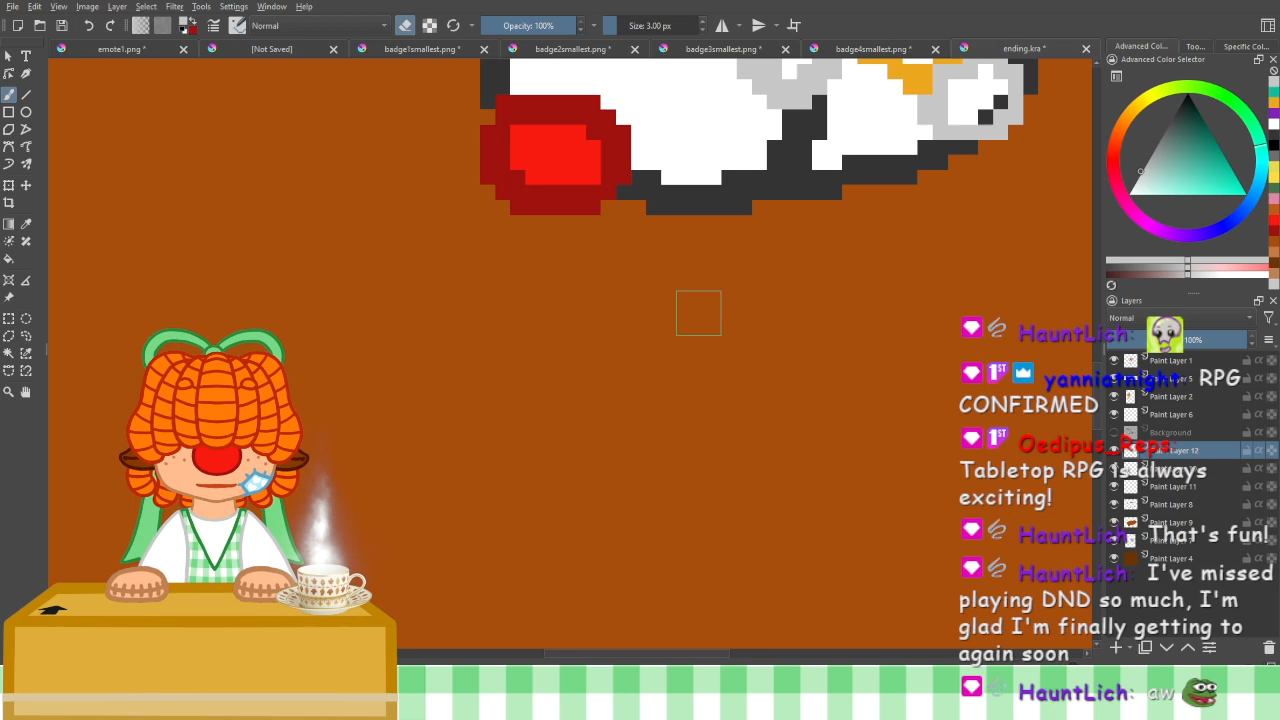 File Edit View Image Layer Select Filter Tools Settings Window Help
Normal Opacity: 100% Size: 3.00 px
emote1.png * [Not Saved] badge1smallest.png * badge2smallest.png * badge3smallest.png * badge4smallest.png * ending.kra *
Advanced Col... Too... Specific Col...
Advanced Color Selector
Layers
Normal
100%
Paint Layer 1
5
Paint Layer 2
Paint Layer 6
Background
Layer 12
Paint Layer 11
Paint Layer 8
Paint Layer 9
Paint Layer 4
HauntLich:
1ST yanniatnight: RPG
CONFIRMED
1ST Oedipus_Reps:
Tabletop RPG is always
exciting!
HauntLich: That's fun!
HauntLich: I've missed
playing DND so much, I'm
glad I'm finally getting to
again soon
HauntLich: aw